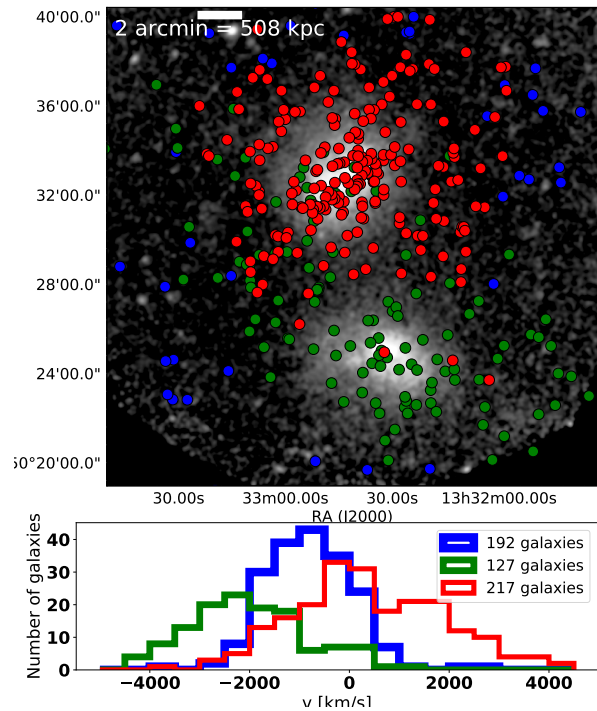 40'00.0"
2 arcmin = 508 kpc
36'00.0"
32'00.0"
28'00.0"
24'00.0"
50°20'00.0"
30.00s 33m00.00s 30.00s 13h32m00.00s
RA (J2000)
Number of galaxies
40
30
20
10
0
192 galaxies
127 galaxies
217 galaxies
−4000 −2000 0 2000 4000
v [km/s]